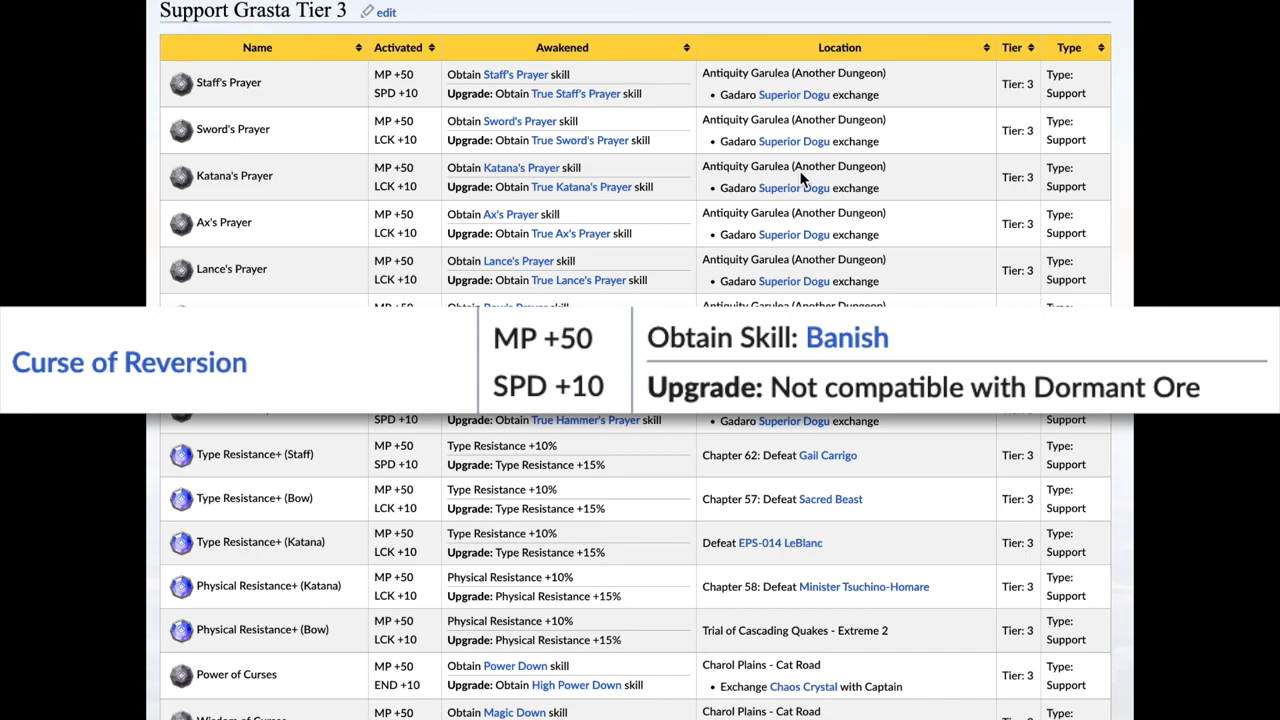 Support Grasta Tier 3 edit
Name Activated Awakened Location Tier Type
Staff's Prayer
MP +50
SPD +10
Obtain Staff's Prayer skill
Upgrade: Obtain True Staff's Prayer skill
Antiquity Garulea (Another Dungeon)
• Gadaro Superior Dogu exchange
Tier: 3
Type:
Support
Sword's Prayer
MP +50
LCK +10
Obtain Sword's Prayer skill
Upgrade: Obtain True Sword's Prayer skill
Antiquity Garulea (Another Dungeon)
• Gadaro Superior Dogu exchange
Tier: 3
Type:
Support
Katana's Prayer
MP +50
LCK +10
Obtain Katana's Prayer skill
Upgrade: Obtain True Katana's Prayer skill
Antiquity Garulea (Another Dungeon)
• Gadaro Superior Dogu exchange
Tier: 3
Type:
Support
Ax's Prayer
MP +50
LCK +10
Obtain Ax's Prayer skill
Upgrade: Obtain True Ax's Prayer skill
Antiquity Garulea (Another Dungeon)
• Gadaro Superior Dogu exchange
Tier: 3
Type:
Support
Lance's Prayer
MP +50
LCK +10
Obtain Lance's Prayer skill
Upgrade: Obtain True Lance's Prayer skill
Antiquity Garulea (Another Dungeon)
• Gadaro Superior Dogu exchange
Tier: 3
Type:
Support
Antiquity Garulea (Another Dungeon)
Curse of Reversion
MP +50
SPD +10
Obtain Skill: Banish
Upgrade: Not compatible with Dormant Ore
SPD +10
Upgrade: Obtain True Hammer's Prayer skill
• Gadaro Superior Dogu exchange
Support
Type Resistance+ (Staff)
MP +50
SPD +10
Type Resistance +10%
Upgrade: Type Resistance +15%
Chapter 62: Defeat Gail Carrigo
Tier: 3
Type:
Support
Type Resistance+ (Bow)
MP +50
LCK +10
Type Resistance +10%
Upgrade: Type Resistance +15%
Chapter 57: Defeat Sacred Beast
Tier: 3
Type:
Support
Type Resistance+ (Katana)
MP +50
LCK +10
Type Resistance +10%
Upgrade: Type Resistance +15%
Defeat EPS-014 LeBlanc
Tier: 3
Type:
Support
Physical Resistance+ (Katana)
MP +50
LCK +10
Physical Resistance +10%
Upgrade: Physical Resistance +15%
Chapter 58: Defeat Minister Tsuchino-Homare
Tier: 3
Type:
Support
Physical Resistance+ (Bow)
MP +50
LCK +10
Physical Resistance +10%
Upgrade: Physical Resistance +15%
Trial of Cascading Quakes - Extreme 2
Tier: 3
Type:
Support
Power of Curses
MP +50
END +10
Obtain Power Down skill
Upgrade: Obtain High Power Down skill
Charol Plains - Cat Road
• Exchange Chaos Crystal with Captain
Tier: 3
Type:
Support
MP +50
Obtain Magic Down skill
Charol Plains - Cat Road
Type: